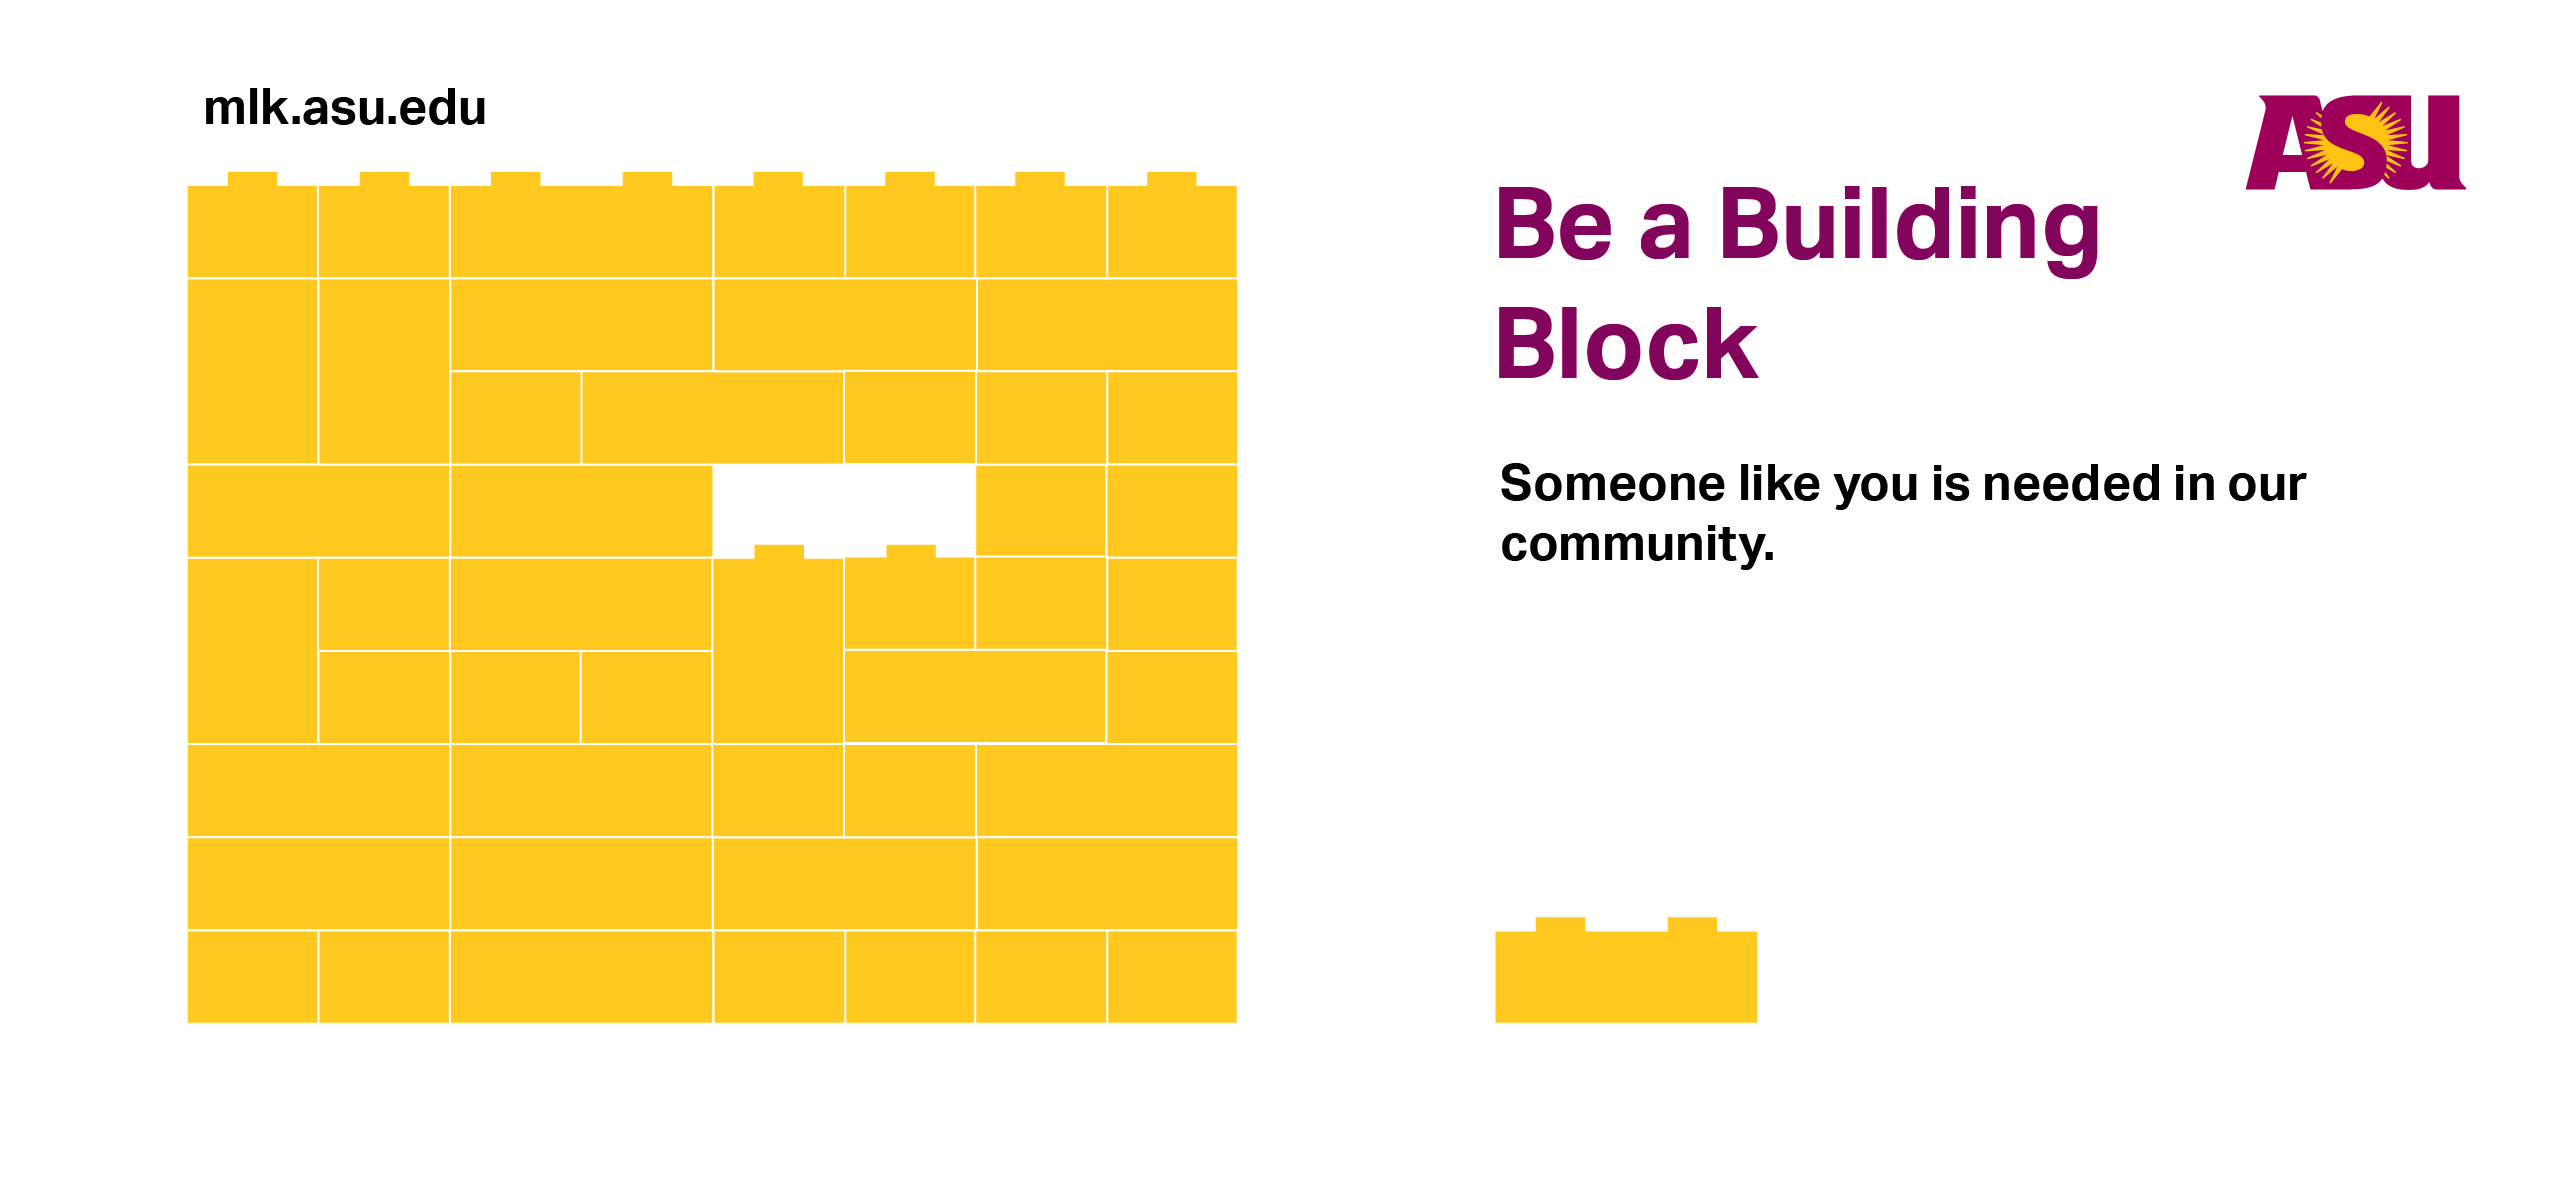 mlk.asu.edu
ASU
Be a Building
Block
Someone like you is needed in our
community.